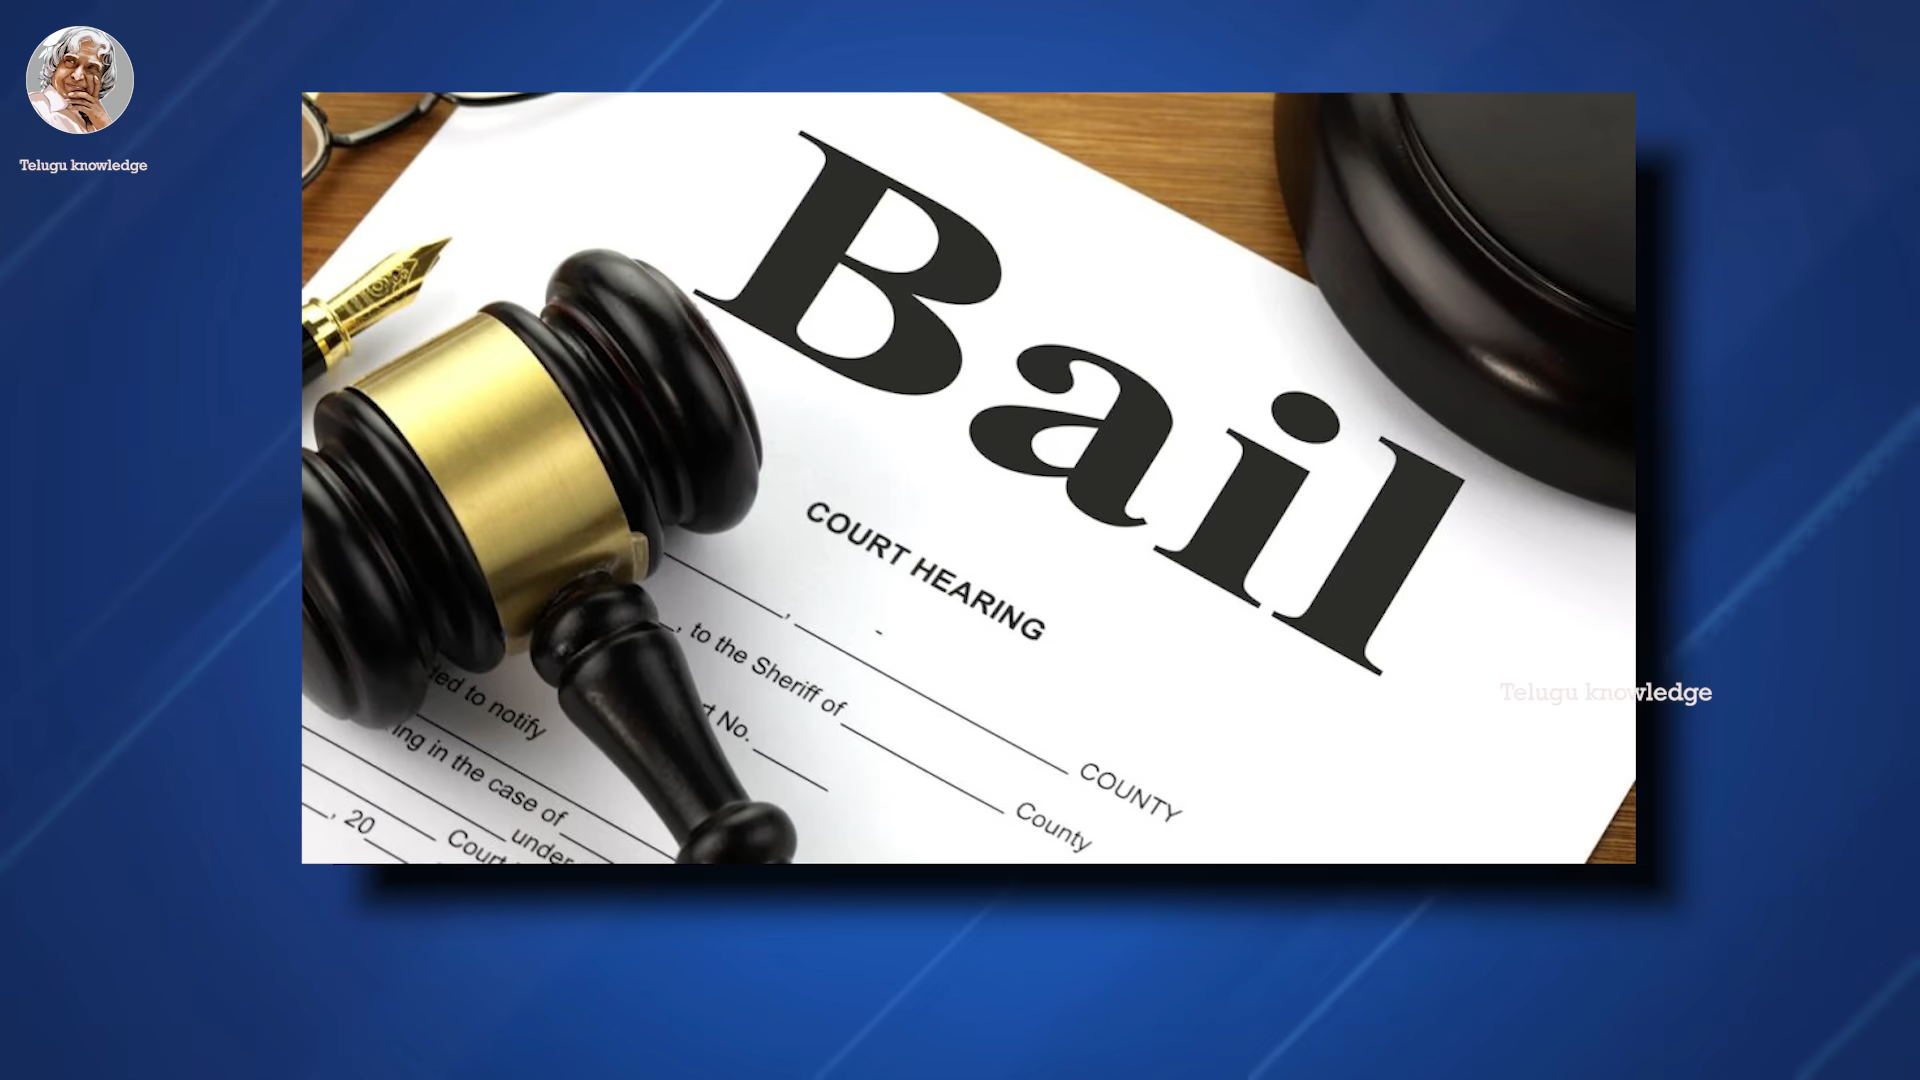 Telugu knowledge
Bail
COURT HEARING
, to the Sheriff of
COUNTY
County
No.
to notify
ing in the case of
under
, 20
Court
Telugu knowledge